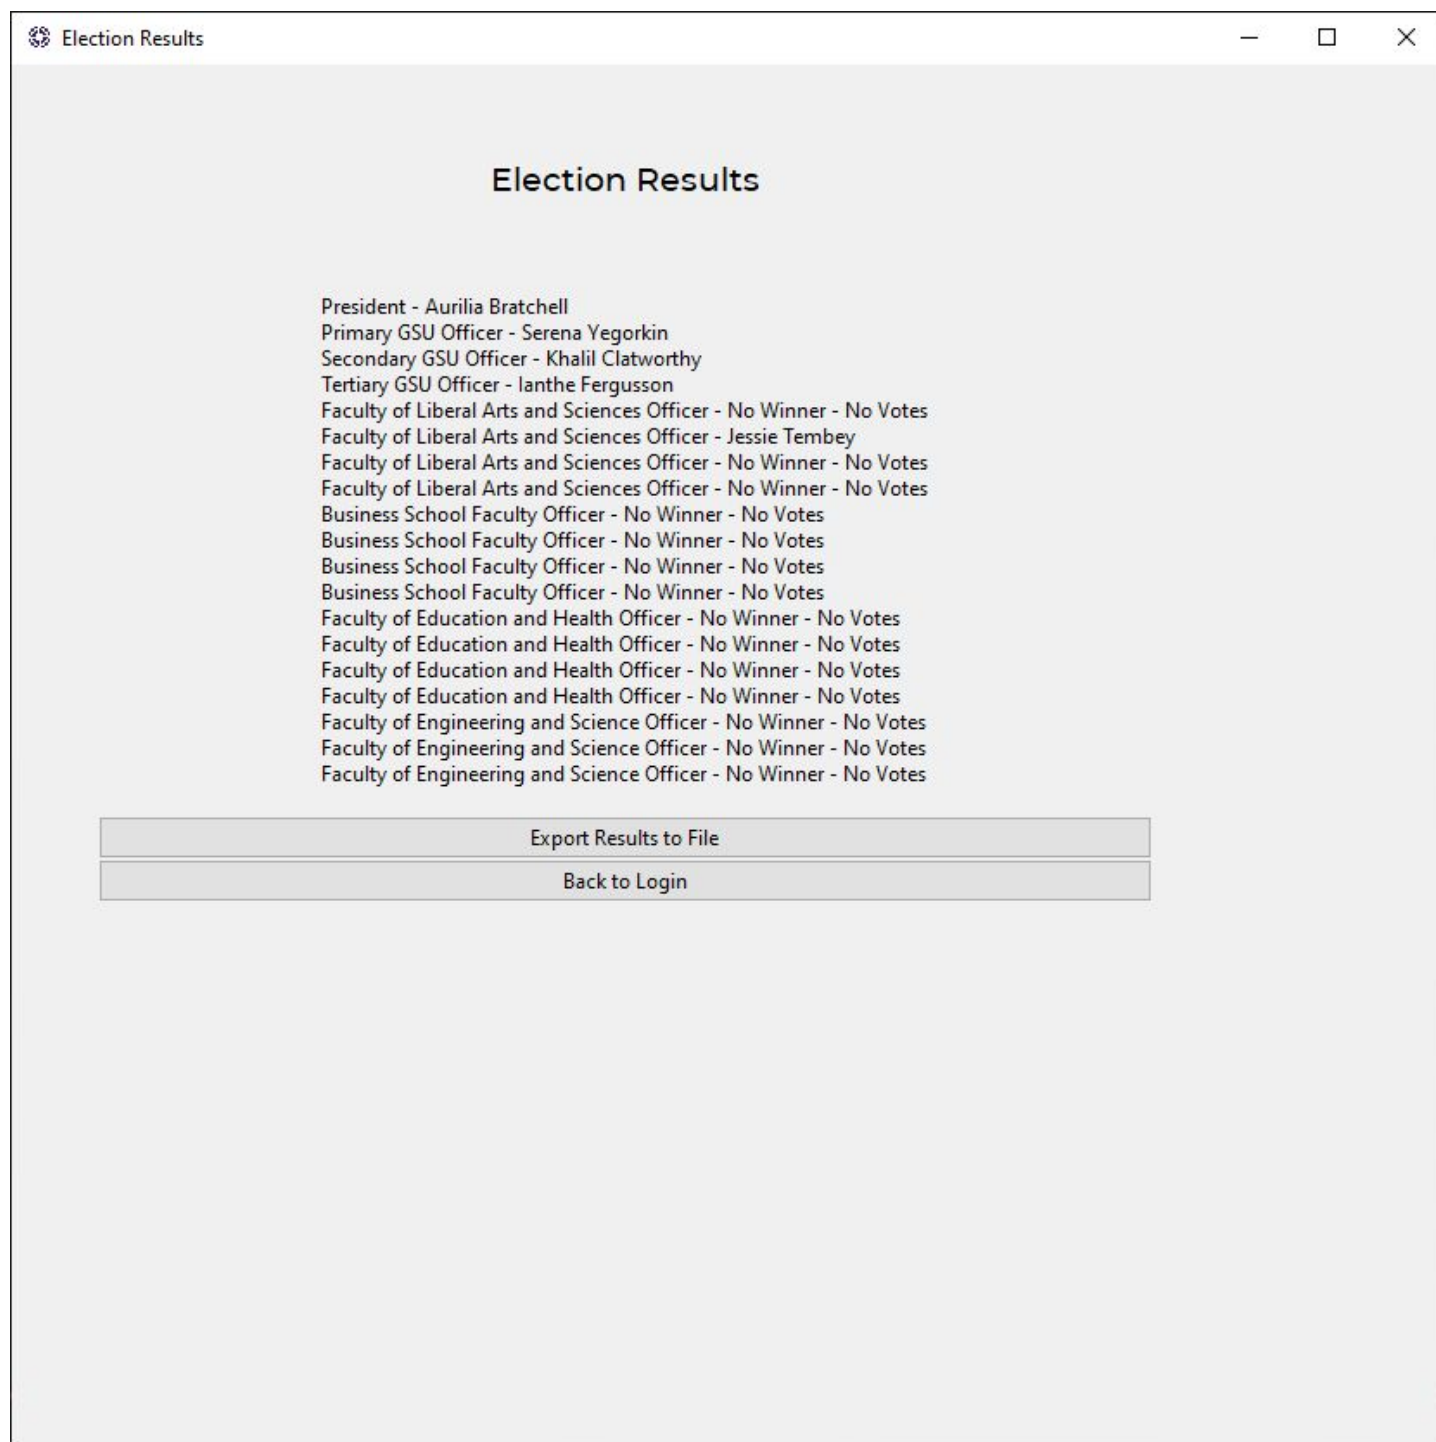 Election Results
Election Results
President - Aurilia Bratchell
Primary GSU Officer - Serena Yegorkin
Secondary GSU Officer - Khalil Clatworthy
Tertiary GSU Officer - Ianthe Fergusson
Faculty of Liberal Arts and Sciences Officer - No Winner - No Votes
Faculty of Liberal Arts and Sciences Officer - Jessie Tembey
Faculty of Liberal Arts and Sciences Officer - No Winner - No Votes
Faculty of Liberal Arts and Sciences Officer - No Winner - No Votes
Business School Faculty Officer - No Winner - No Votes
Business School Faculty Officer - No Winner - No Votes
Business School Faculty Officer - No Winner - No Votes
Business School Faculty Officer - No Winner - No Votes
Faculty of Education and Health Officer - No Winner - No Votes
Faculty of Education and Health Officer - No Winner - No Votes
Faculty of Education and Health Officer - No Winner - No Votes
Faculty of Education and Health Officer - No Winner - No Votes
Faculty of Engineering and Science Officer - No Winner - No Votes
Faculty of Engineering and Science Officer - No Winner - No Votes
Faculty of Engineering and Science Officer - No Winner - No Votes
Export Results to File
Back to Login